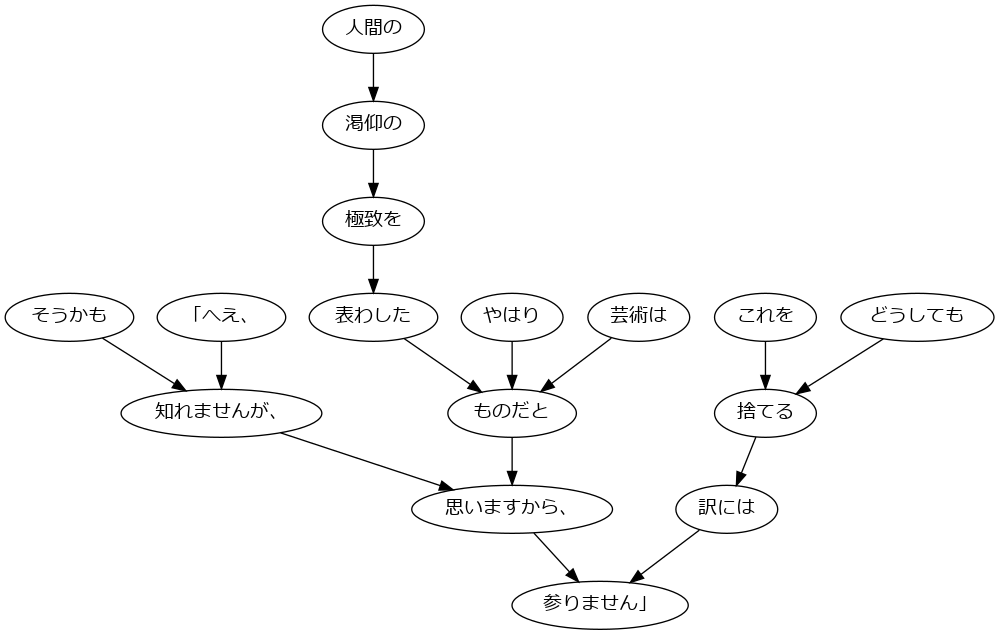 人間の
渇仰の
極致を
そうかも
「へえ、
表わした
やはり
芸術は
これを
どうしても
知れませんが、
ものだと
捨てる
思いますから、
訳には
参りません」